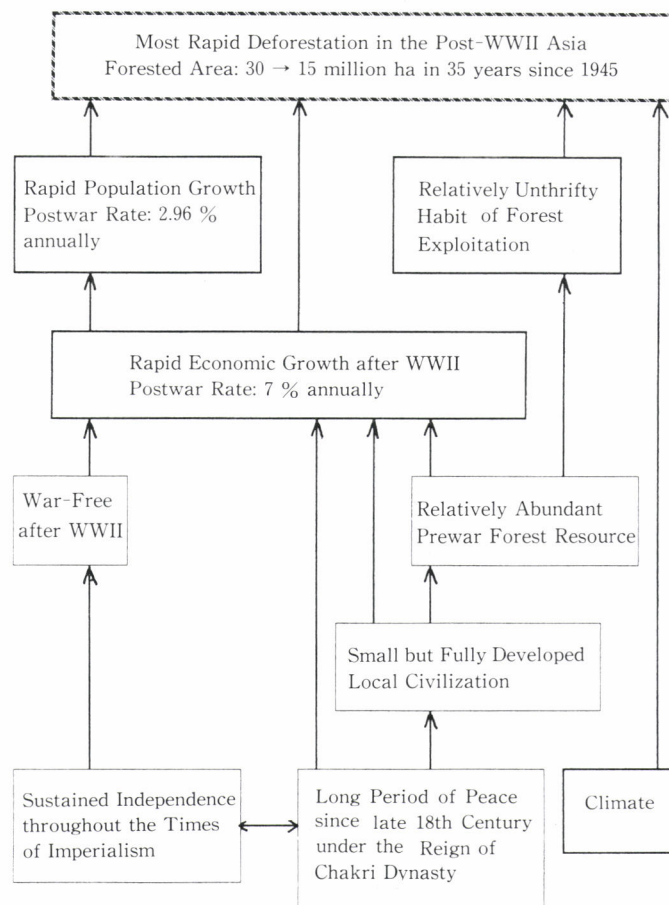 Most Rapid Deforestation in the Post-WWII Asia
Forested Area: 30 → 15 million ha in 35 years since 1945
Rapid Population Growth
Postwar Rate: 2.96 %
annually
Relatively Unthrifty
Habit of Forest
Exploitation
Rapid Economic Growth after WWII
Postwar Rate: 7 % annually
War-Free
after WWII
Relatively Abundant
Prewar Forest Resource
Small but Fully Developed
Local Civilization
Sustained Independence
throughout the Times
of Imperialism
Long Period of Peace
since late 18th Century
under the Reign of
Chakri Dvnasty
Climate